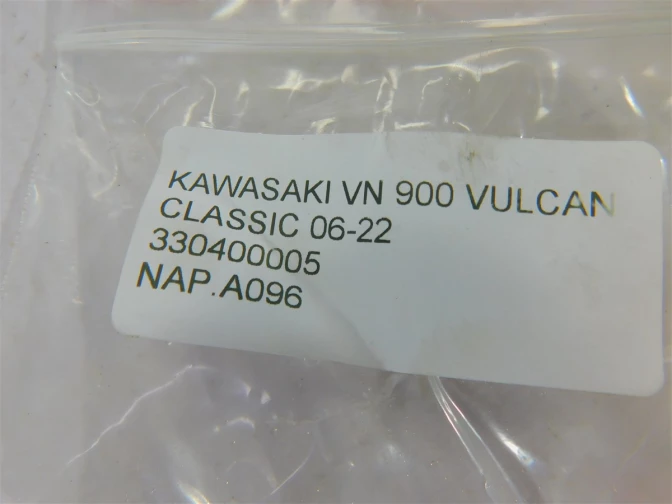 KAWASAKI VN 900 VULCAN
CLASSIC 06-22
330400005
NAP.A096